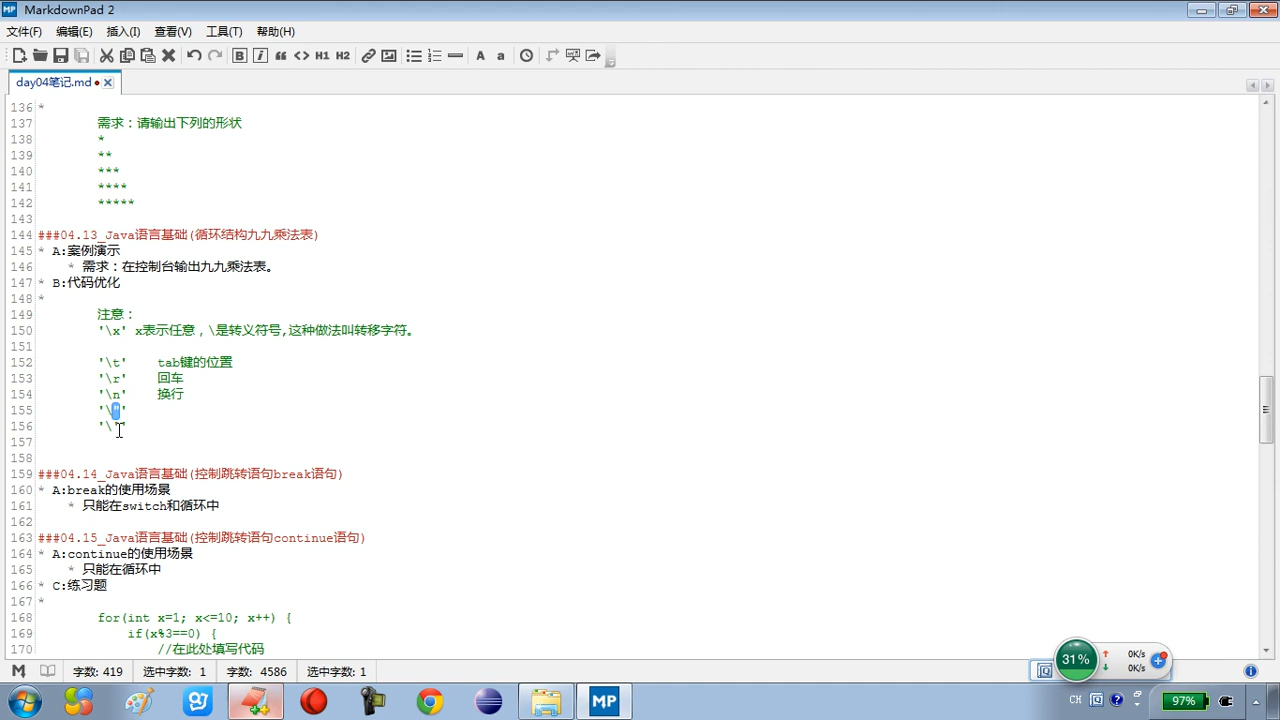 MarkdownPad 2
文件(F) 编辑(E) 插入(I) 查看(V) 工具(T) 帮助(H)
B i “ <> H1 H2 A a
day04笔记.md
136 *
137 需求：请输出下列的形状
138 *
139 **
140 ***
141 ****
142 *****
143
144 ###04.13_Java语言基础(循环结构九九乘法表)
145 * A:案例演示
146 * 需求：在控制台输出九九乘法表。
147 * B:代码优化
148 *
149 注意：
150 '\x' x表示任意，\是转义符号,这种做法叫转移字符。
151
152 '\t' tab键的位置
153 '\r' 回车
154 '\n' 换行
155 '\"'
156 '\''
157
158
159 ###04.14_Java语言基础(控制跳转语句break语句)
160 * A:break的使用场景
161 * 只能在switch和循环中
162
163 ###04.15_Java语言基础(控制跳转语句continue语句)
164 * A:continue的使用场景
165 * 只能在循环中
166 * C:练习题
167 *
168 for(int x=1; x<=10; x++) {
169 if(x%3==0) {
170 //在此处填写代码
字数: 419 选中字数: 1 字数: 4586 选中字数: 1
31% 0K/s
0K/s
MP CH 97%